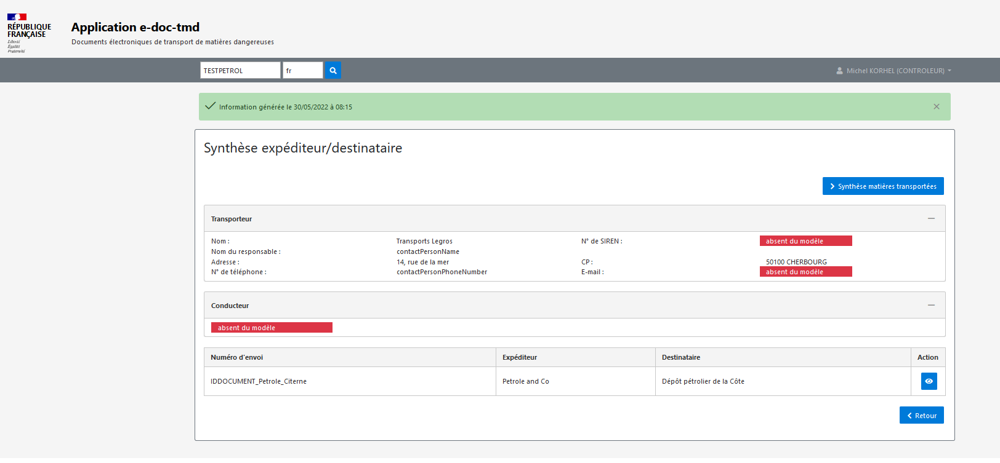 RÉPUBLIQUE
FRANÇAISE
Liberté
Égalité
Fraternité
Application e-doc-tmd
Documents électroniques de transport de matières dangereuses
TESTPETROL fr Michel KORHEL (CONTROLEUR)
Information générée le 30/05/2022 à 08:15
Synthèse expéditeur/destinataire
Synthèse matières transportées
Transporteur
Nom : Transports Legros N° de SIREN : absent du modèle
Nom du responsable : contactPersonName
Adresse : 14, rue de la mer CP : 50100 CHERBOURG
N° de téléphone : contactPersonPhoneNumber E-mail : absent du modèle
Conducteur
absent du modèle
Numéro d'envoi Expéditeur Destinataire Action
IDDOCUMENT_Petrole_Citerne Petrole and Co Dépôt pétrolier de la Côte
Retour